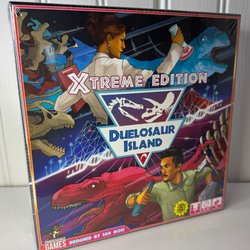 XTREME EDITION
DUELOSAUR
ISLAND
GAMES
DESIGNED BY IAN MOSS